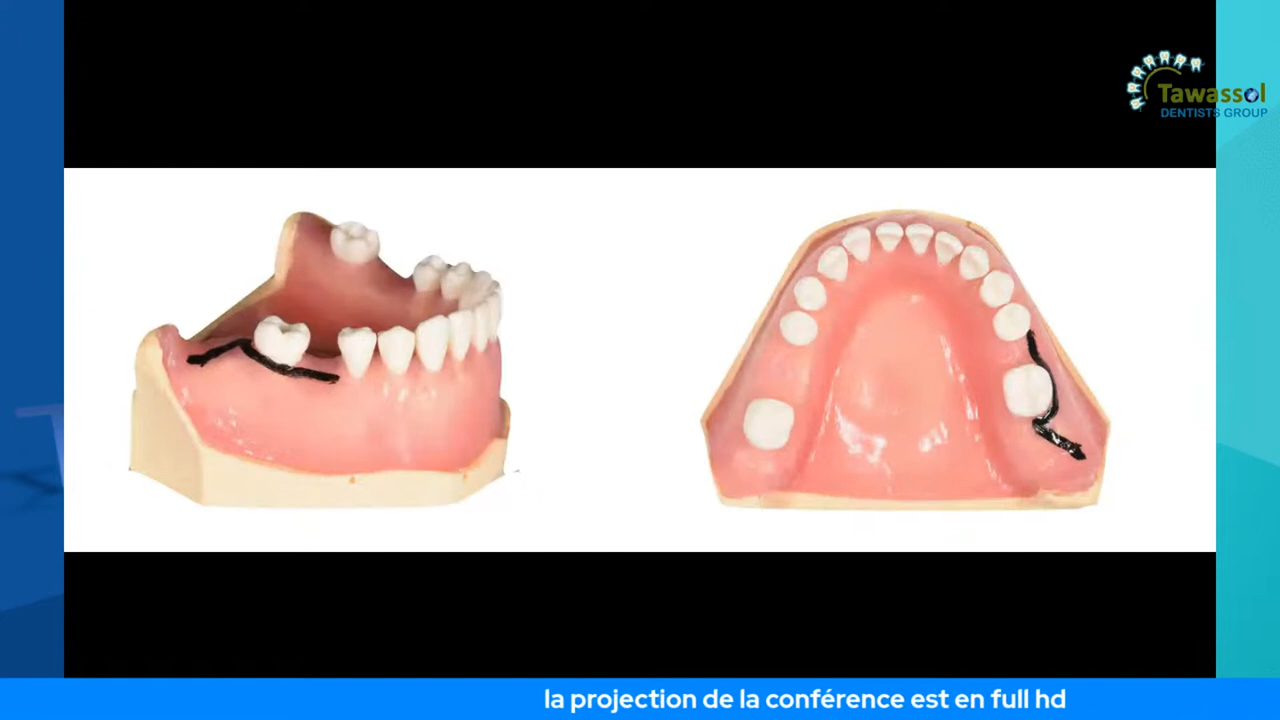 Tawassol
DENTISTS GROUP
la projection de la conférence est en full hd